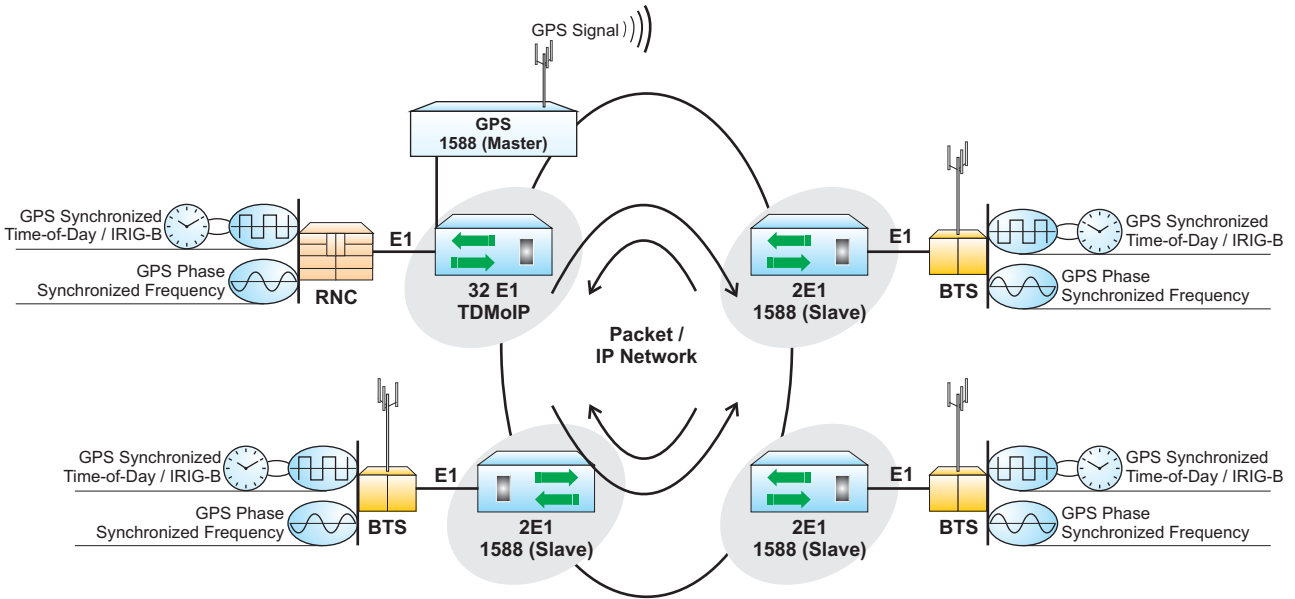 GPS Signal
GPS
1588 (Master)
GPS Synchronized
Time-of-Day / IRIG-B
GPS Phase
Synchronized Frequency
RNC
E1
32 E1
TDMoIP
2E1
1588 (Slave)
E1
BTS
GPS Synchronized
Time-of-Day / IRIG-B
GPS Phase
Synchronized Frequency
Packet /
IP Network
GPS Synchronized
Time-of-Day / IRIG-B
GPS Phase
Synchronized Frequency
BTS
E1
2E1
1588 (Slave)
2E1
1588 (Slave)
E1
BTS
GPS Synchronized
Time-of-Day / IRIG-B
GPS Phase
Synchronized Frequency